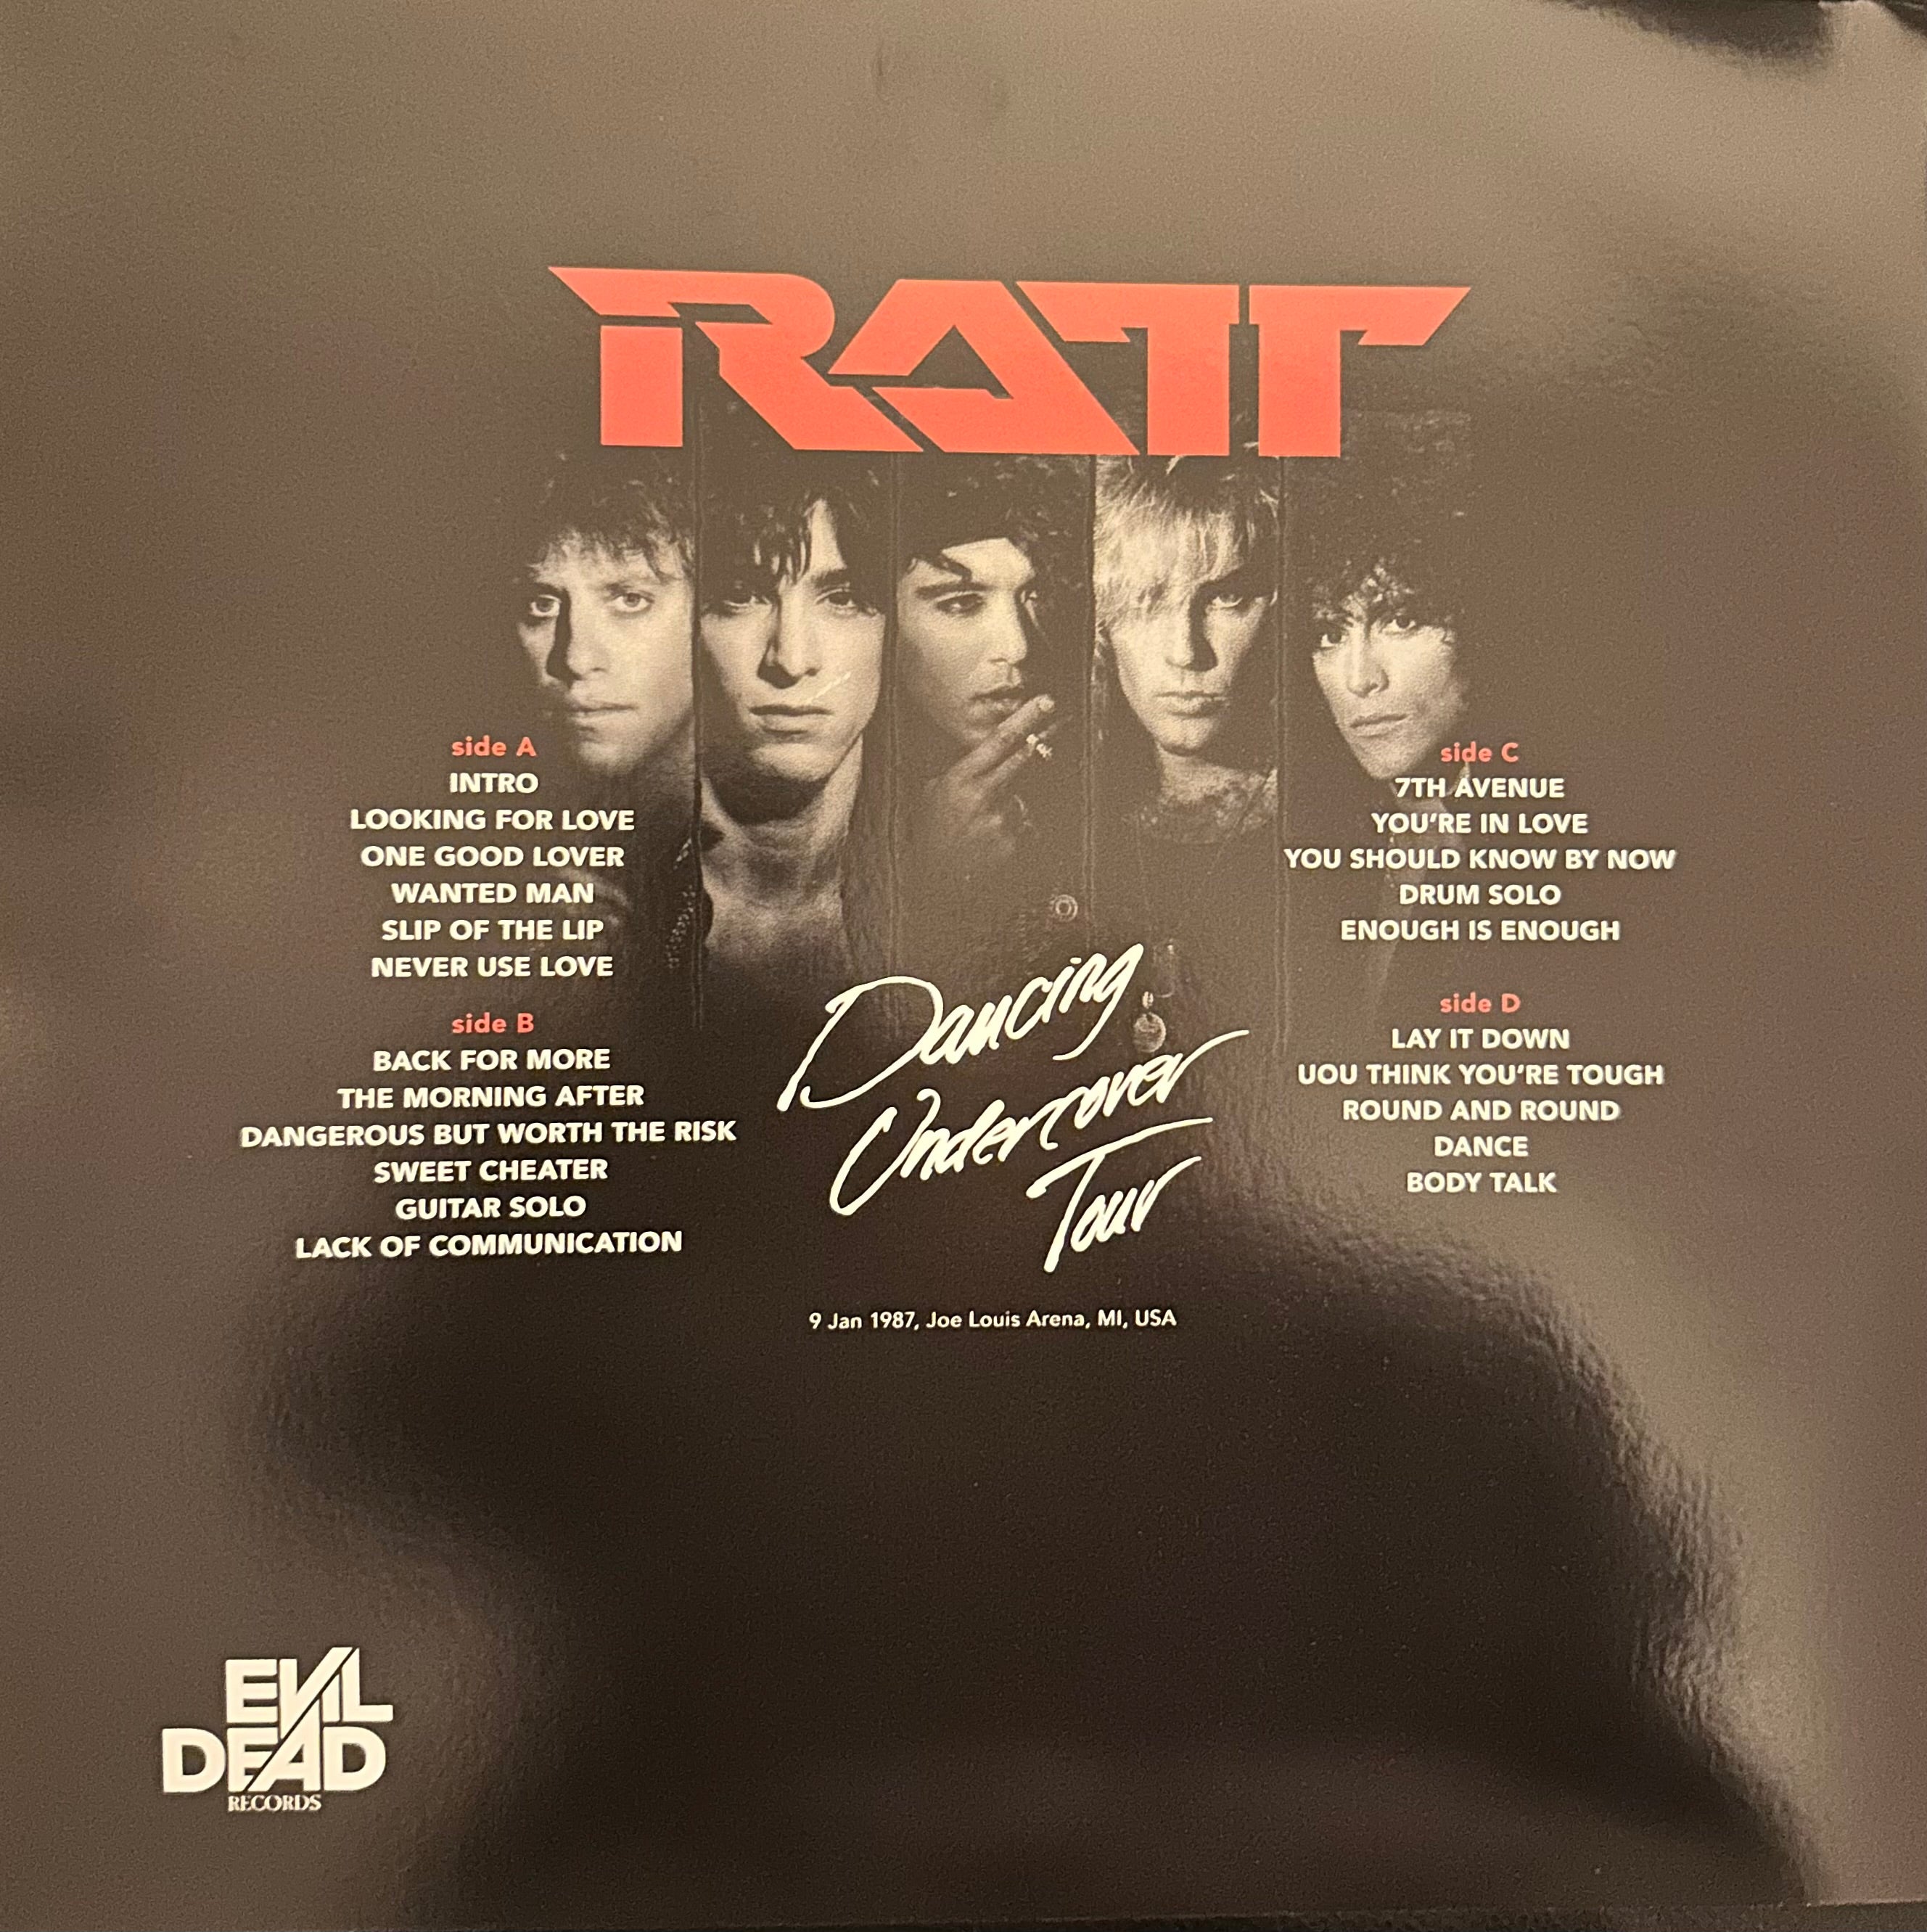 RATT
side A
INTRO
LOOKING FOR LOVE
ONE GOOD LOVER
WANTED MAN
SLIP OF THE LIP
NEVER USE LOVE
side B
BACK FOR MORE
THE MORNING AFTER
DANGEROUS BUT WORTH THE RISK
SWEET CHEATER
GUITAR SOLO
LACK OF COMMUNICATION
side C
7TH AVENUE
YOU'RE IN LOVE
YOU SHOULD KNOW BY NOW
DRUM SOLO
ENOUGH IS ENOUGH
side D
LAY IT DOWN
UOU THINK YOU'RE TOUGH
ROUND AND ROUND
DANCE
BODY TALK
Dancing
Undercover
Tour
9 Jan 1987, Joe Louis Arena, MI, USA
EVIL
DEAD
RECORDS